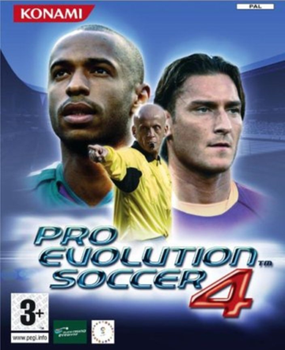 KONAMI
PAL
PRO
EVOLUTION
SOCCER 4
TM
3+
www.pegi.info